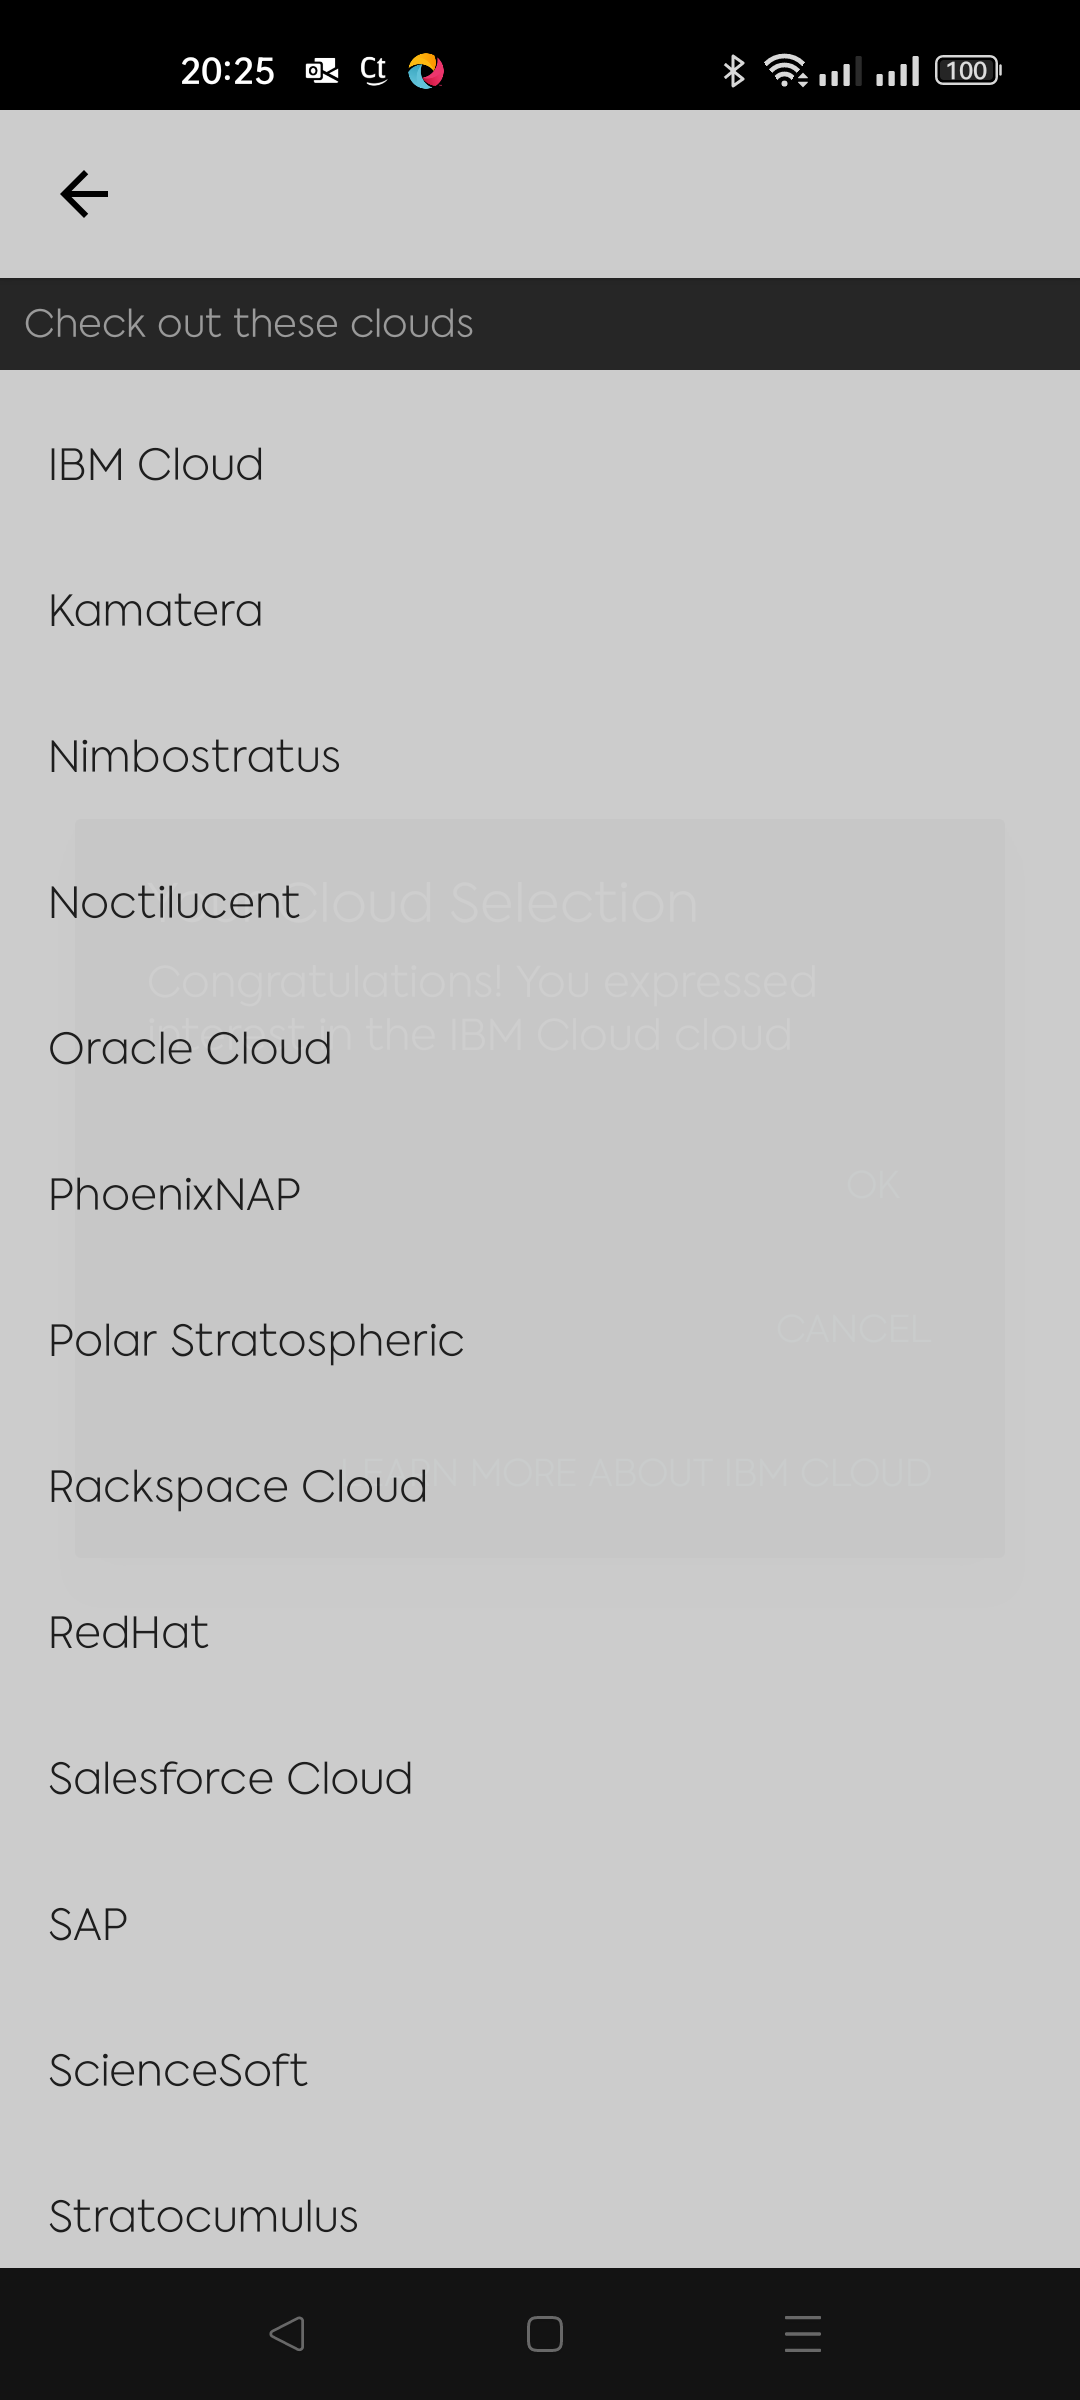 20:25 Ct 100
Check out these clouds
IBM Cloud
Kamatera
Nimbostratus
Noctilucent
Cloud Selection
Congratulations! You expressed
interest in the IBM Cloud cloud
Oracle Cloud
PhoenixNAP
OK
Polar Stratospheric
CANCEL
Rackspace Cloud
LEARN MORE ABOUT IBM CLOUD
RedHat
Salesforce Cloud
SAP
ScienceSoft
Stratocumulus